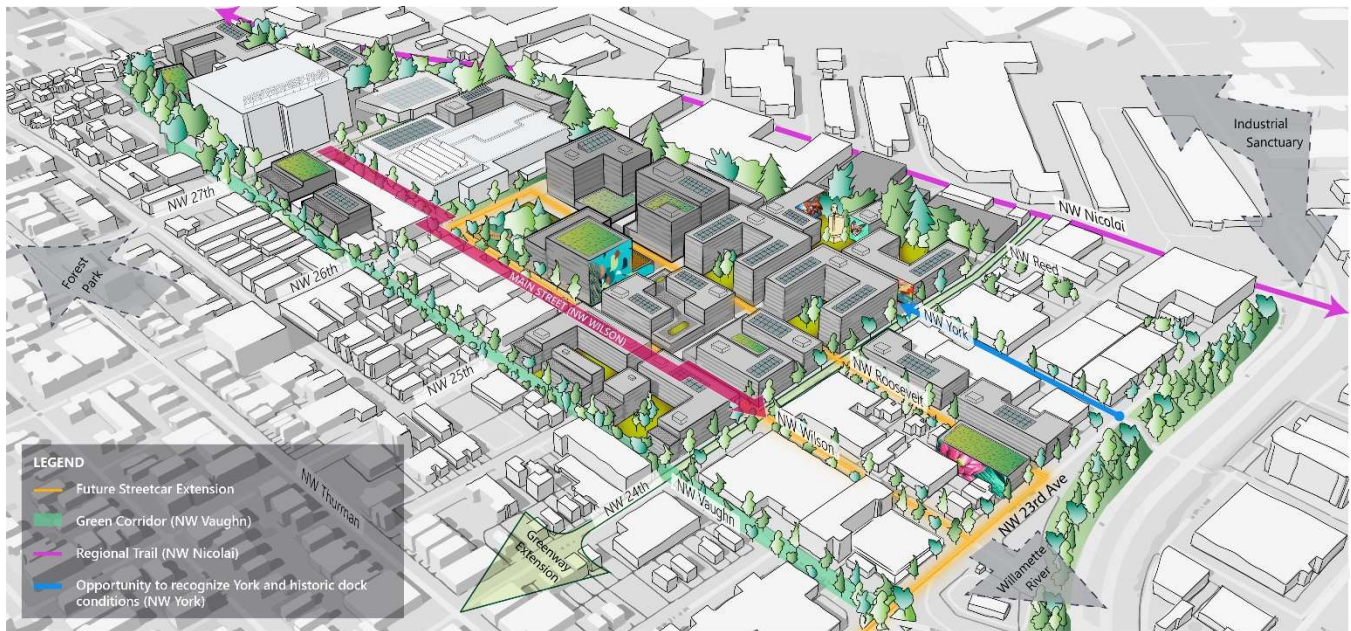 Industrial
Sanctuary
NW Nicolai
NW Reed
NW 27th
Forest
Park
NW 26th
MAIN STREET (NW WILSON)
NW York
NW 25th
NW Roosevelt
NW Wilson
NW Thurman
NW 24th
NW Vaughn
NW 23rd Ave
Greenway
Extension
Willamette
River
LEGEND
Future Streetcar Extension
Green Corridor (NW Vaughn)
Regional Trail (NW Nicolai)
Opportunity to recognize York and historic dock
conditions (NW York)